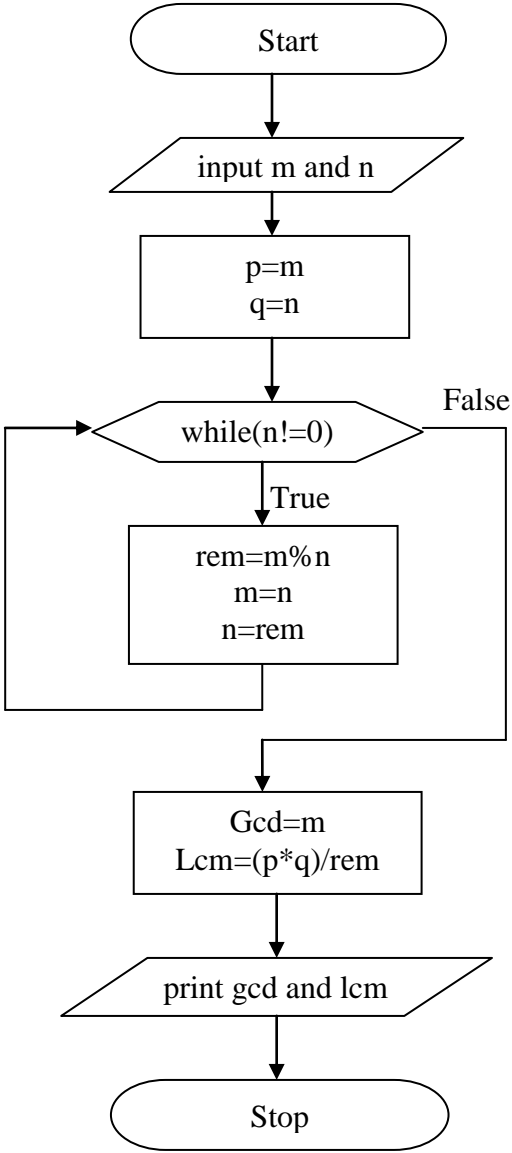 Start
input m and n
p=m
q=n
False
while(n!=0)
True
rem=m%n
m=n
n=rem
Gcd=m
Lcm=(p*q)/rem
print gcd and lcm
Stop